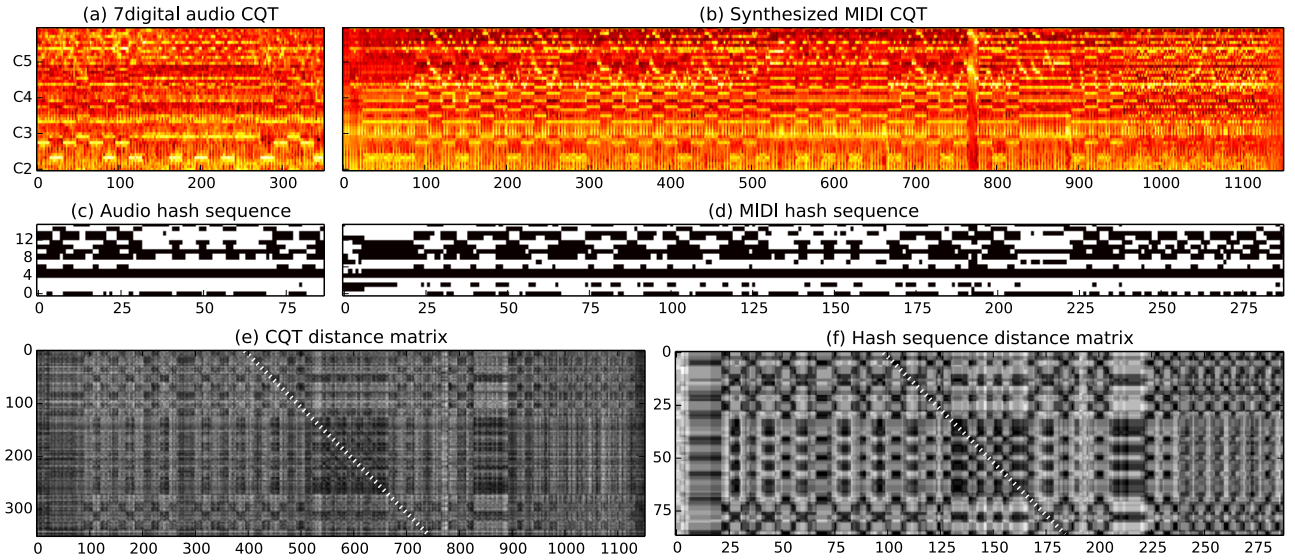 (a) 7digital audio CQT
(b) Synthesized MIDI CQT
C5
C4
C3
C2
0 100 200 300
0 100 200 300 400 500 600 700 800 900 1000 1100
(c) Audio hash sequence
(d) MIDI hash sequence
12
8
4
0
0 25 50 75
0 25 50 75 100 125 150 175 200 225 250 275
(e) CQT distance matrix
(f) Hash sequence distance matrix
0
100
200
300
0 100 200 300 400 500 600 700 800 900 1000 1100
0
25
50
75
0 25 50 75 100 125 150 175 200 225 250 275